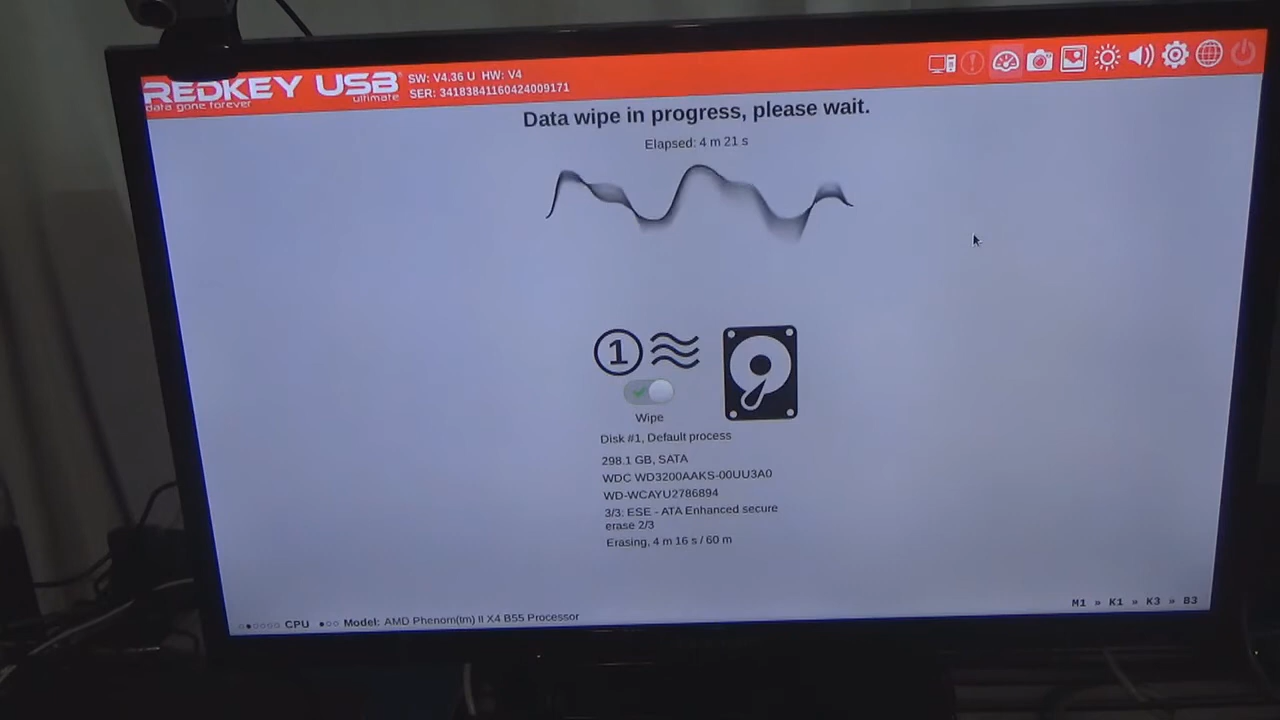 REDKEY USB
ultimate
data gone forever
SW: V4.36 U HW: V4
SER: 34183841160424009171
Data wipe in progress, please wait.
Elapsed: 4 m 21 s
1
Wipe
Disk #1, Default process
298.1 GB, SATA
WDC WD3200AAKS-00UU3A0
WD-WCAYU2786894
3/3: ESE - ATA Enhanced secure
erase 2/3
Erasing, 4 m 16 s / 60 m
M1 » K1 » K3 » B3
CPU Model: AMD Phenom(tm) II X4 B55 Processor